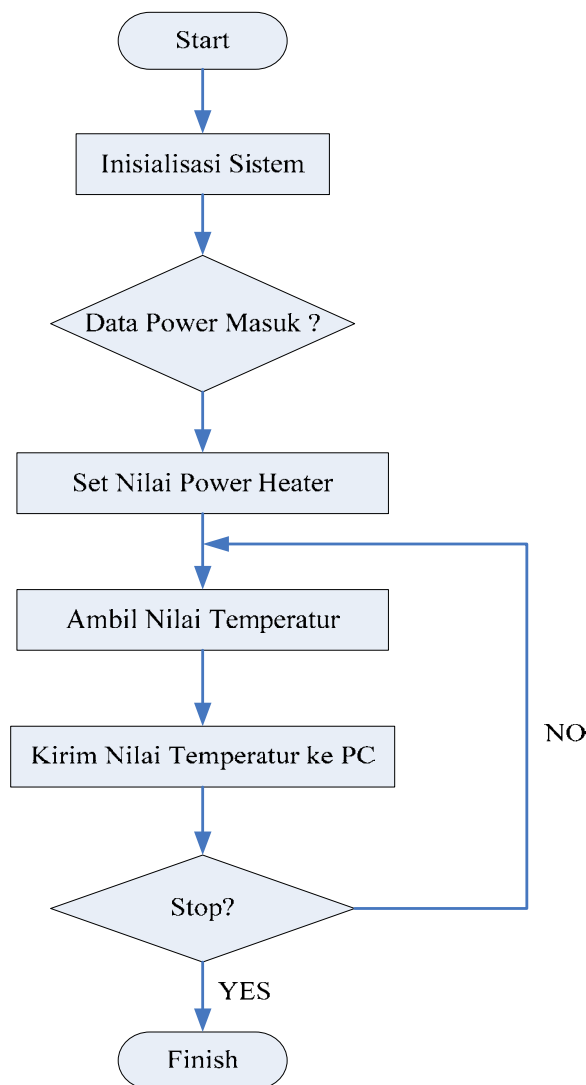 Start
Inisialisasi Sistem
Data Power Masuk ?
Set Nilai Power Heater
Ambil Nilai Temperatur
Kirim Nilai Temperatur ke PC
NO
Stop?
YES
Finish